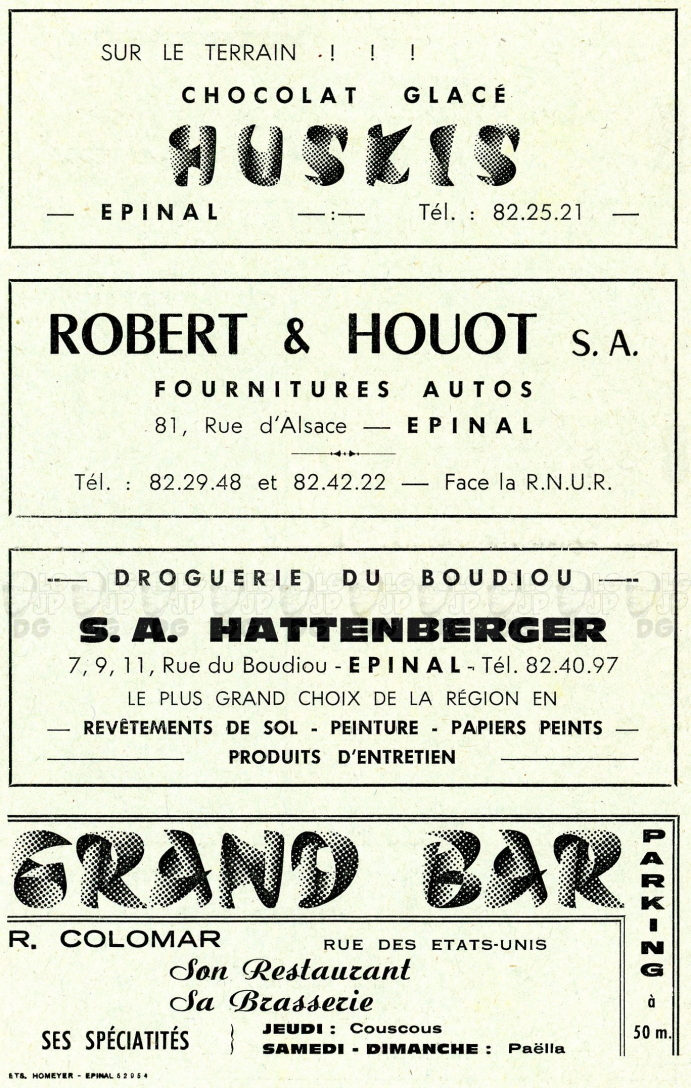 SUR LE TERRAIN ! ! !
CHOCOLAT GLACÉ
HUSKIS
— EPINAL —:— Tél. : 82.25.21 —
ROBERT & HOUOT S. A.
FOURNITURES AUTOS
81, Rue d'Alsace — EPINAL
Tél. : 82.29.48 et 82.42.22 — Face la R.N.U.R.
DROGUERIE DU BOUDIOU
S. A. HATTENBERGER
7, 9, 11, Rue du Boudiou - EPINAL - Tél. 82.40.97
LE PLUS GRAND CHOIX DE LA RÉGION EN
— REVÊTEMENTS DE SOL - PEINTURE - PAPIERS PEINTS —
PRODUITS D'ENTRETIEN
GRAND BAR
PARKING
à
50 m.
R. COLOMAR RUE DES ETATS-UNIS
Son Restaurant
Sa Brasserie
SES SPÉCIATITÉS
JEUDI : Couscous
SAMEDI - DIMANCHE : Paëlla
ETS. HOMEYER - EPINAL 52054